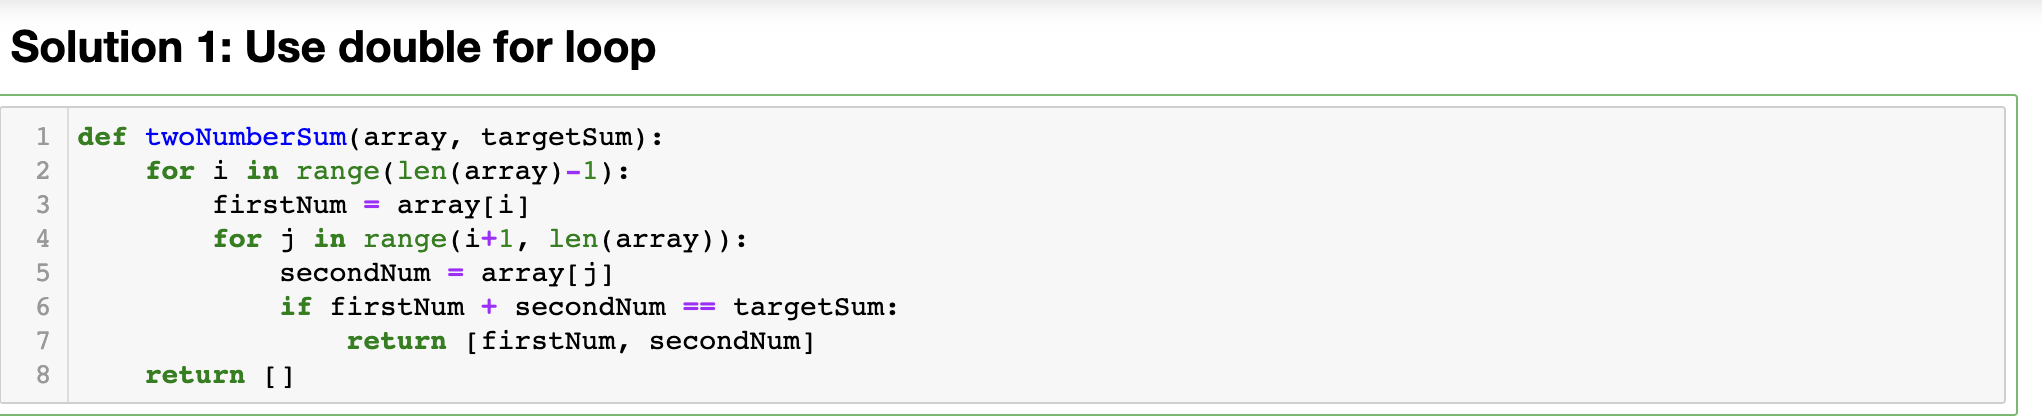 Solution 1: Use double for loop
1 def twoNumberSum(array, targetSum):
2     for i in range(len(array)-1):
3         firstNum = array[i]
4         for j in range(i+1, len(array)):
5             secondNum = array[j]
6             if firstNum + secondNum == targetSum:
7                 return [firstNum, secondNum]
8     return []